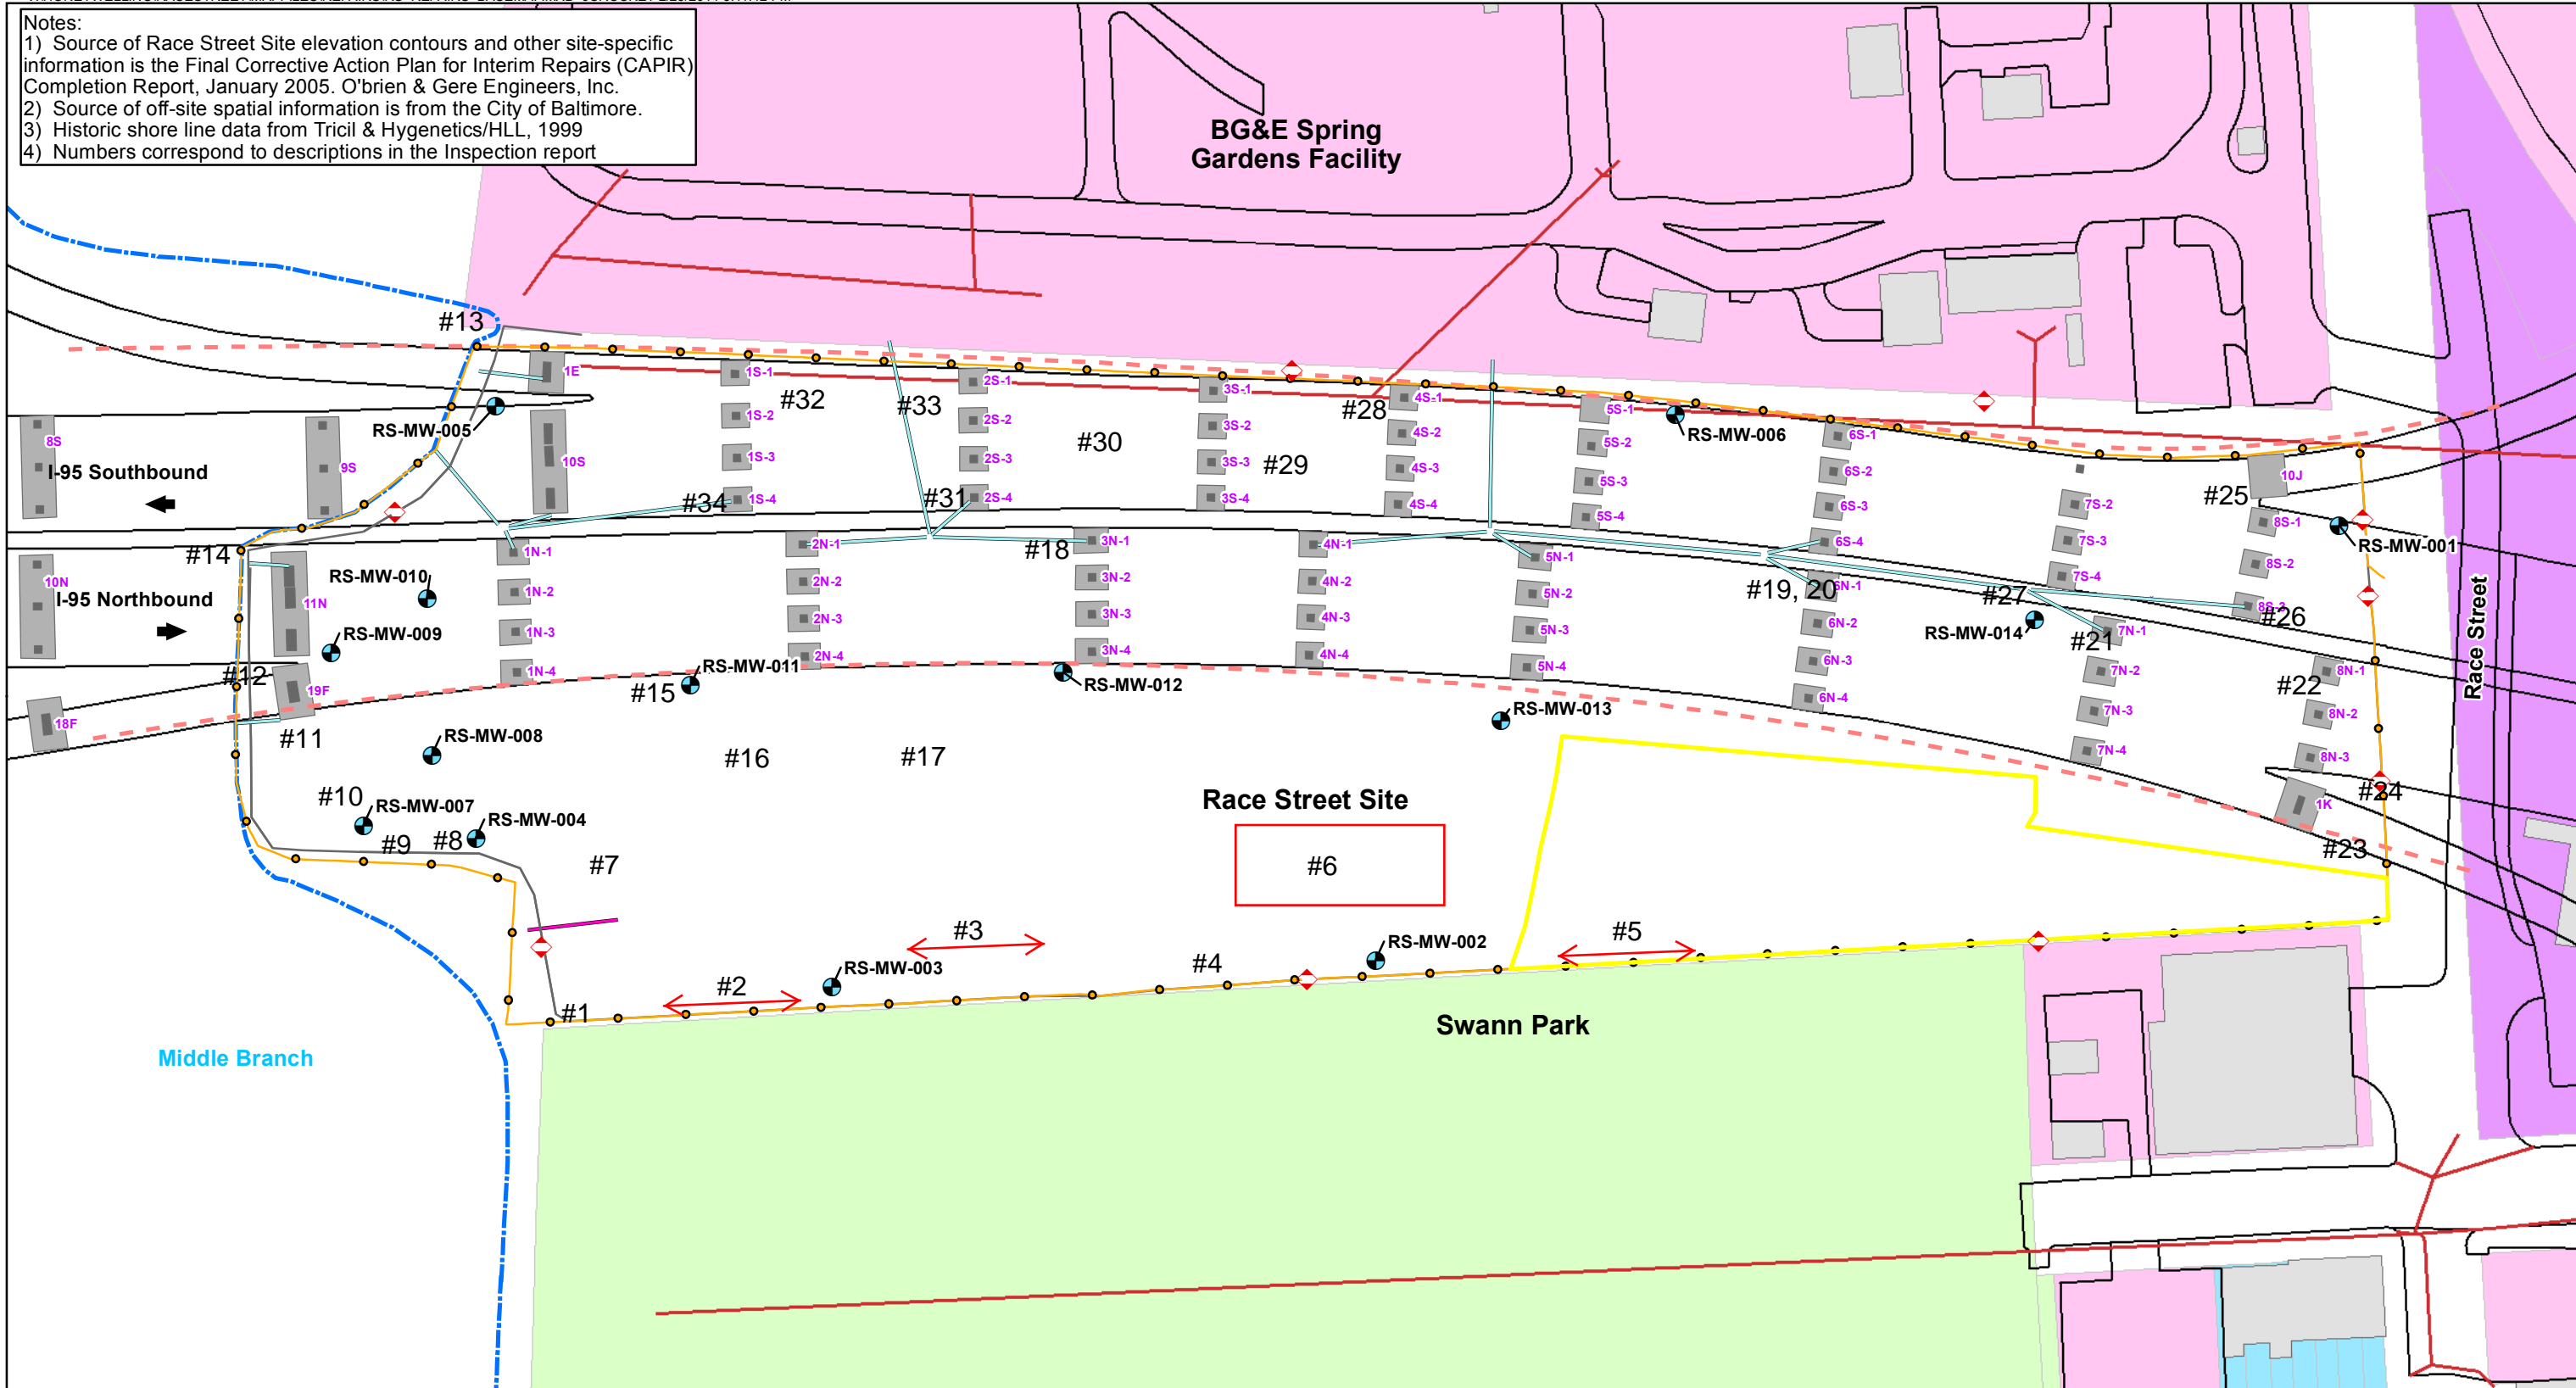 Notes:
1) Source of Race Street Site elevation contours and other site-specific
information is the Final Corrective Action Plan for Interim Repairs (CAPIR)
Completion Report, January 2005. O'brien & Gere Engineers, Inc.
2) Source of off-site spatial information is from the City of Baltimore.
3) Historic shore line data from Tricil & Hygenetics/HLL, 1999
4) Numbers correspond to descriptions in the Inspection report
BG&E Spring
Gardens Facility
#13
1E
1S-1
#32
#33
2S-1
3S-1
#28
4S-1
5S-1
RS-MW-005
1S-2
2S-2
#30
3S-2
4S-2
5S-2
RS-MW-006
6S-1
8S
I-95 Southbound
9S
10S
1S-3
2S-3
3S-3
#29
4S-3
5S-3
6S-2
10J
#34
1S-4
#31
2S-4
3S-4
4S-4
5S-4
6S-3
7S-2
#25
8S-1
RS-MW-001
#14
1N-1
2N-1
#18
3N-1
4N-1
5N-1
6S-4
7S-3
8S-2
10N
I-95 Northbound
11N
RS-MW-010
1N-2
2N-2
3N-2
4N-2
5N-2
#19, 20
6N-1
7S-4
#27
8S-3
#26
RS-MW-009
1N-3
2N-3
3N-3
4N-3
5N-3
6N-2
RS-MW-014
#21
7N-1
Race Street
#12
19F
1N-4
#15
RS-MW-011
2N-4
3N-4
RS-MW-012
4N-4
5N-4
6N-3
7N-2
#22
8N-1
18F
#11
RS-MW-008
#16
#17
RS-MW-013
6N-4
7N-3
8N-2
7N-4
8N-3
#10
RS-MW-007
RS-MW-004
Race Street Site
#24
1K
#9
#8
#7
#6
#23
#3
#5
RS-MW-002
#4
RS-MW-003
#2
#1
Swann Park
Middle Branch